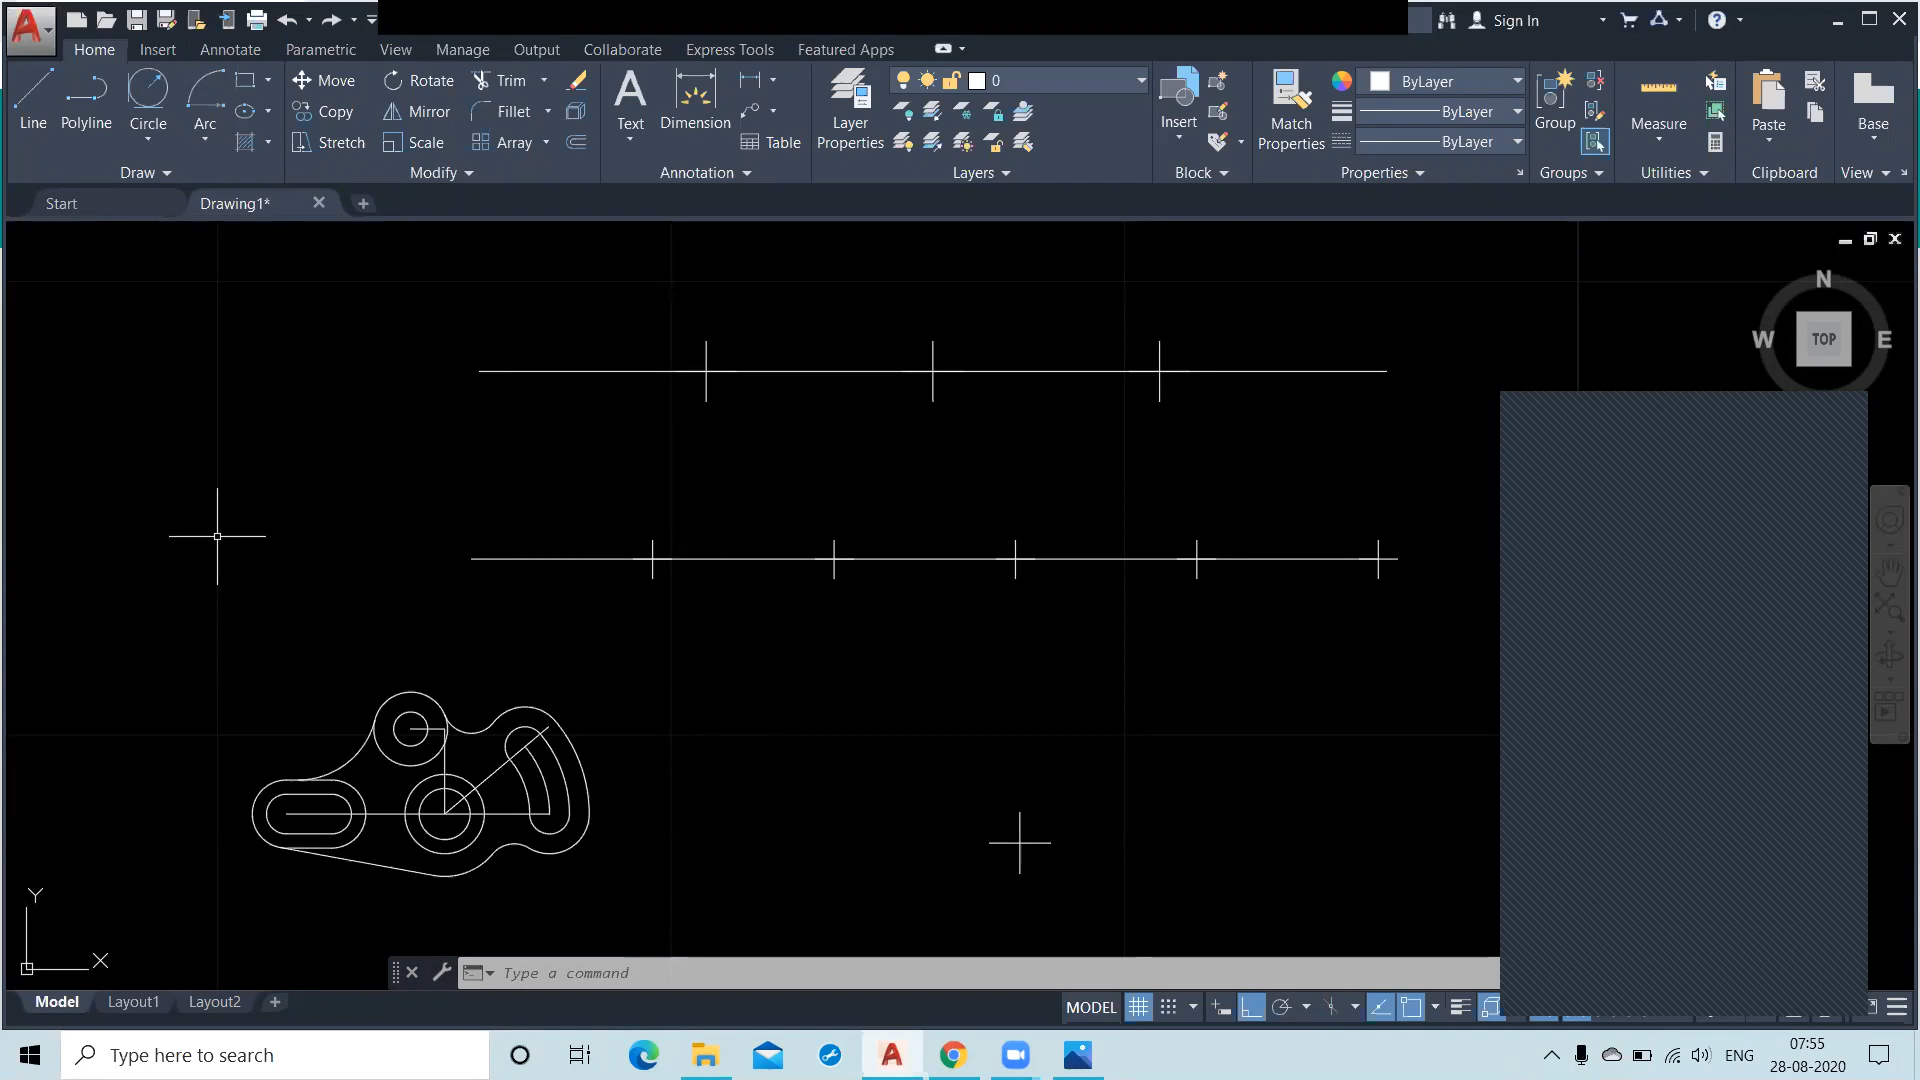 Sign In
Home Insert Annotate Parametric View Manage Output Collaborate Express Tools Featured Apps
Line Polyline Circle Arc
Move Rotate Trim
Copy Mirror Fillet
Stretch Scale Array
Text Dimension Table
Layer Properties
0
Insert
Match Properties
ByLayer
ByLayer
ByLayer
Group Measure Paste Base
Draw Modify Annotation Layers Block Properties Groups Utilities Clipboard View
Start Drawing1*
N
W TOP E
Y
X
Type a command
Model Layout1 Layout2 MODEL
Type here to search
ENG
07:55
28-08-2020